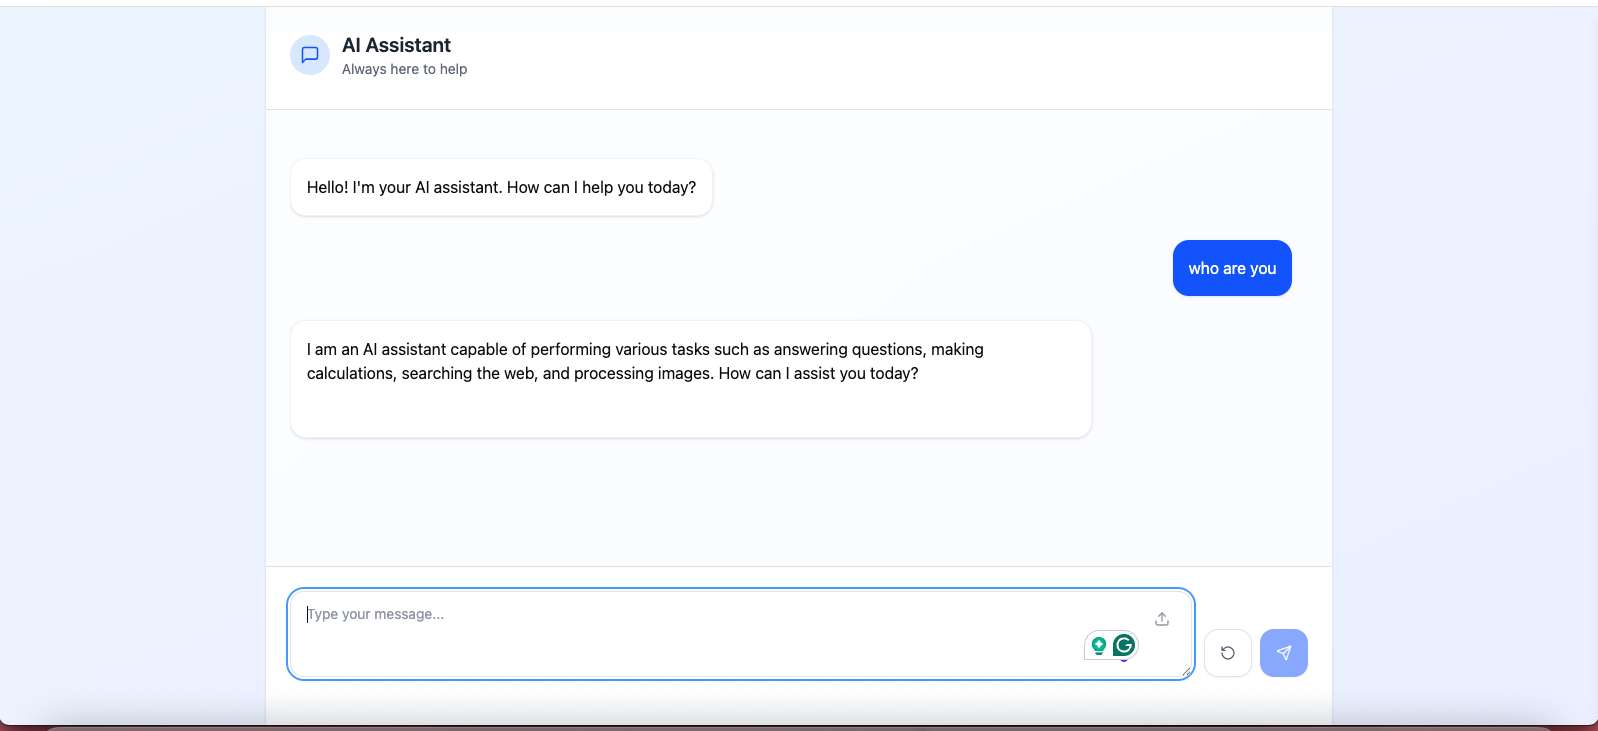 AI Assistant
Always here to help
Hello! I'm your AI assistant. How can I help you today?
who are you
I am an AI assistant capable of performing various tasks such as answering questions, making
calculations, searching the web, and processing images. How can I assist you today?
Type your message...